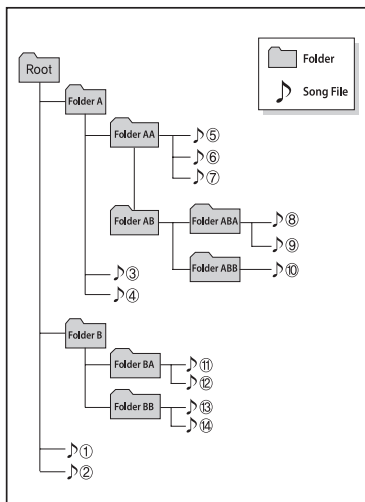 Root
Folder
Song File
Folder A
Folder AA
⑤
⑥
⑦
Folder AB
Folder ABA
⑧
⑨
Folder ABB
⑩
③
④
Folder B
Folder BA
⑪
⑫
Folder BB
⑬
⑭
①
②